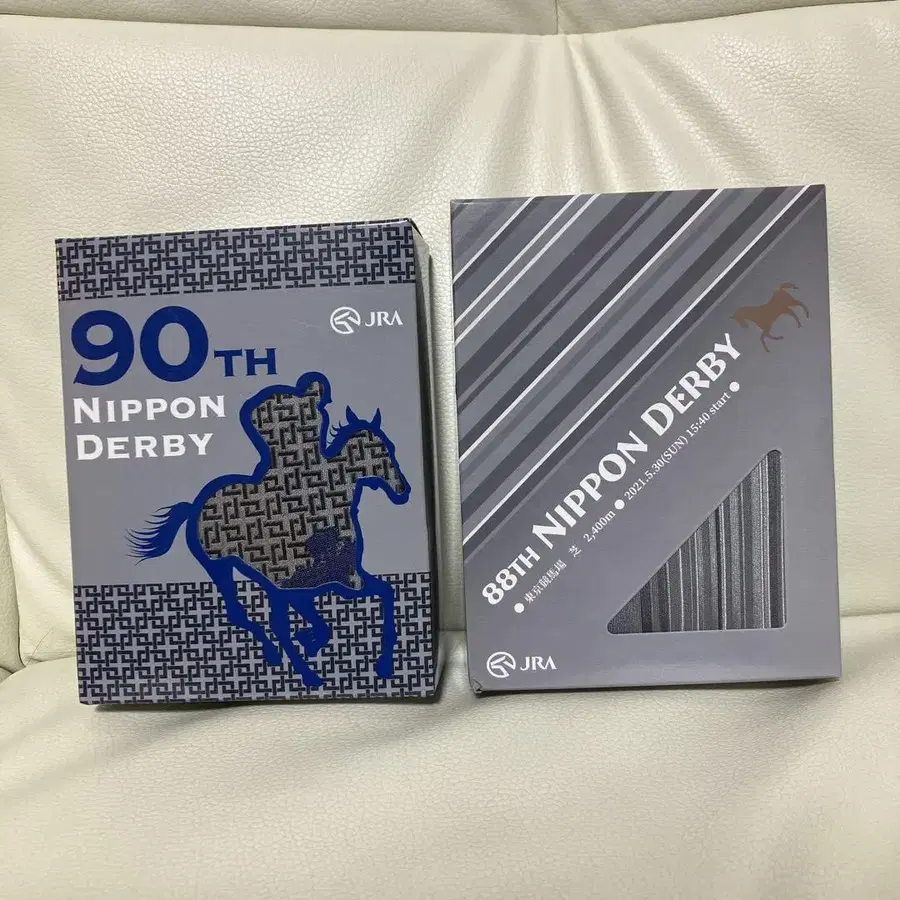 90TH
NIPPON
DERBY
JRA
88TH NIPPON DERBY
● 東京競馬場 芝 2,400m ● 2021.5.30(SUN) 15:40 start ●
JRA